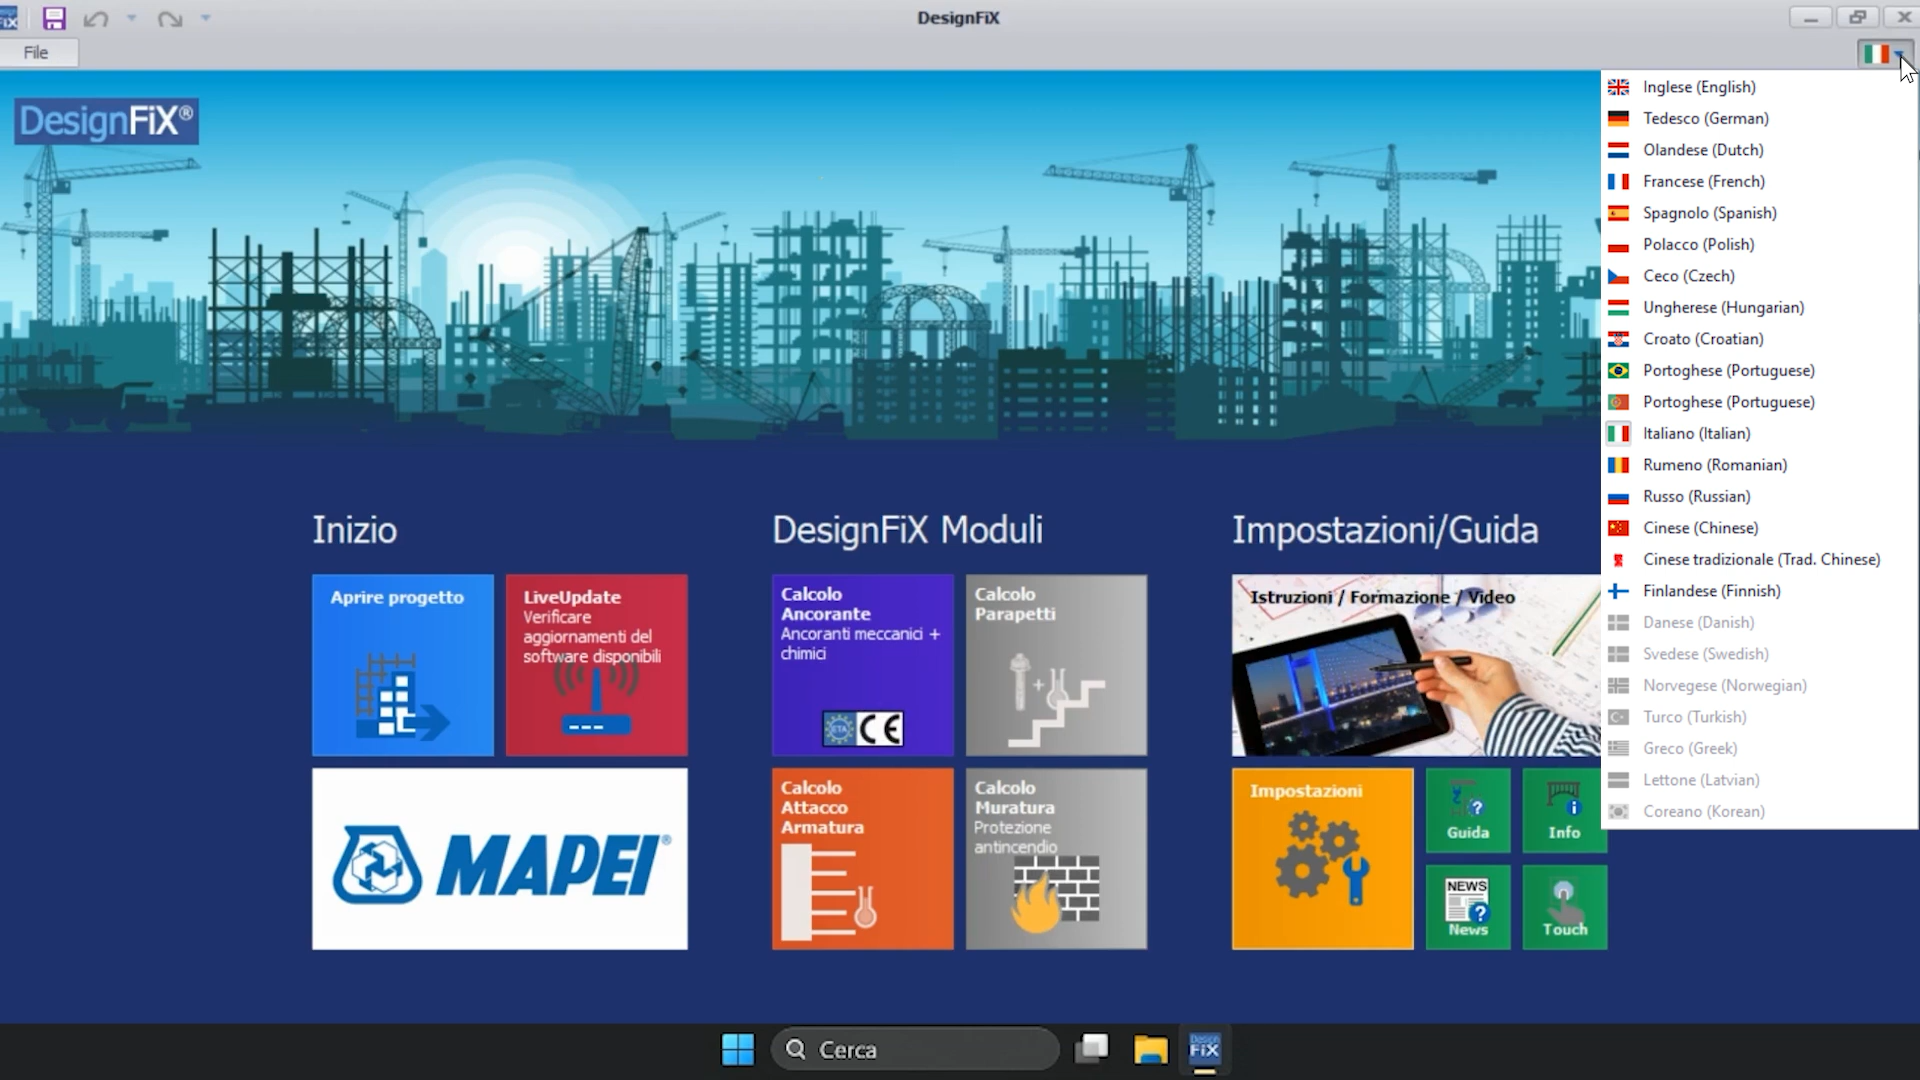 FiX
DesignFiX
File
DesignFiX®
Inglese (English)
Tedesco (German)
Olandese (Dutch)
Francese (French)
Spagnolo (Spanish)
Polacco (Polish)
Ceco (Czech)
Ungherese (Hungarian)
Croato (Croatian)
Portoghese (Portuguese)
Portoghese (Portuguese)
Italiano (Italian)
Rumeno (Romanian)
Russo (Russian)
Cinese (Chinese)
Cinese tradizionale (Trad. Chinese)
Finlandese (Finnish)
Danese (Danish)
Svedese (Swedish)
Norvegese (Norwegian)
Turco (Turkish)
Greco (Greek)
Lettone (Latvian)
Coreano (Korean)
Inizio
Aprire progetto
LiveUpdate
Verificare
aggiornamenti del
software disponibili
MAPEI®
DesignFiX Moduli
Calcolo
Ancorante
Ancoranti meccanici +
chimici
ETA CE
Calcolo
Parapetti
Calcolo
Attacco
Armatura
Calcolo
Muratura
Protezione
antincendio
Impostazioni/Guida
Istruzioni / Formazione / Video
Impostazioni
Guida
Info
NEWS
News
Touch
Cerca
Design
FiX